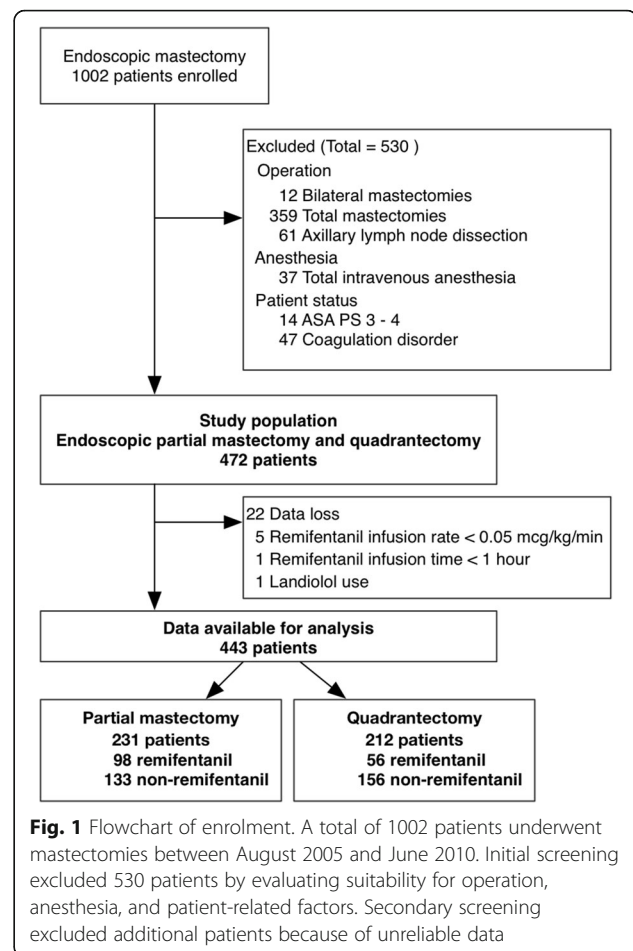 Endoscopic mastectomy
1002 patients enrolled
Excluded (Total = 530 )
Operation
12 Bilateral mastectomies
359 Total mastectomies
61 Axillary lymph node dissection
Anesthesia
37 Total intravenous anesthesia
Patient status
14 ASA PS 3 - 4
47 Coagulation disorder
Study population
Endoscopic partial mastectomy and quadrantectomy
472 patients
22 Data loss
5 Remifentanil infusion rate < 0.05 mcg/kg/min
1 Remifentanil infusion time < 1 hour
1 Landiolol use
Data available for analysis
443 patients
Partial mastectomy
231 patients
98 remifentanil
133 non-remifentanil
Quadrantectomy
212 patients
56 remifentanil
156 non-remifentanil
Fig. 1 Flowchart of enrolment. A total of 1002 patients underwent
mastectomies between August 2005 and June 2010. Initial screening
excluded 530 patients by evaluating suitability for operation,
anesthesia, and patient-related factors. Secondary screening
excluded additional patients because of unreliable data